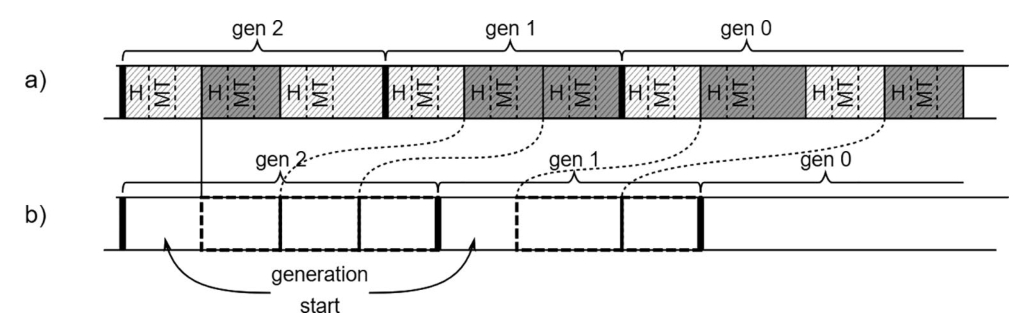 gen 2 gen 1 gen 0
a)
H MT H MT H MT H MT H MT H MT H MT H MT H MT H MT
gen 2 gen 1 gen 0
b)
generation
start